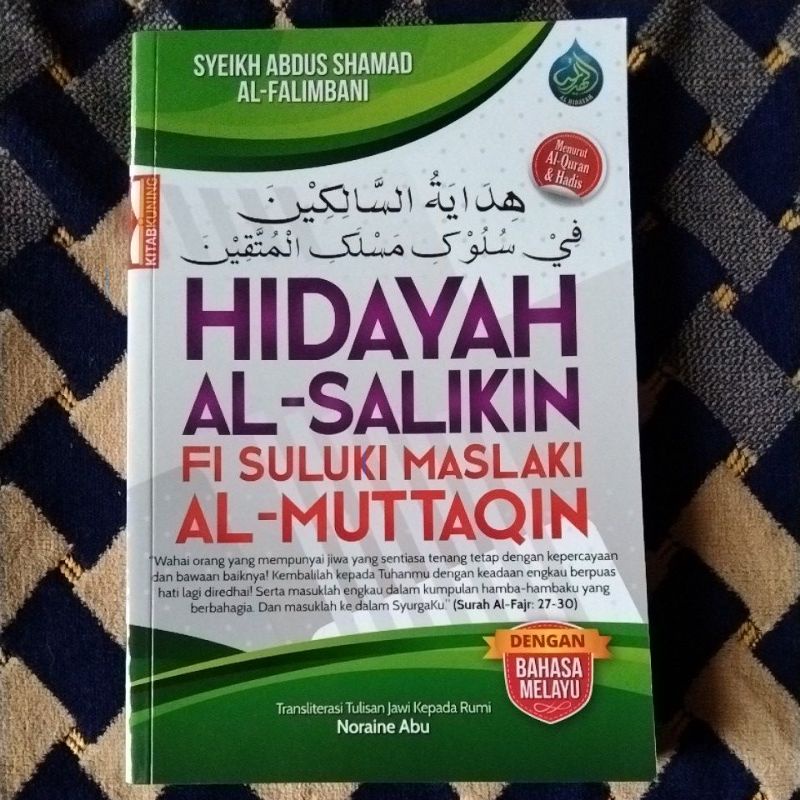 SYEIKH ABDUS SHAMAD
AL-FALIMBANI
AL HIDAYAH
Menurut
Al-Quran
& Hadis
KITAB KUNING
هِدَايَةُ السَّالِكِيْنَ
فِيْ سُلُوْكِ مَسْلَكِ الْمُتَّقِيْنَ
HIDAYAH
AL-SALIKIN
FI SULUKI MASLAKI
AL-MUTTAQIN
"Wahai orang yang mempunyai jiwa yang sentiasa tenang tetap dengan kepercayaan
dan bawaan baiknya! Kembalilah kepada Tuhanmu dengan keadaan engkau berpuas
hati lagi diredhai! Serta masuklah engkau dalam kumpulan hamba-hambaku yang
berbahagia. Dan masuklah ke dalam SyurgaKu" (Surah Al-Fajr: 27-30)
DENGAN
BAHASA
MELAYU
Transliterasi Tulisan Jawi Kepada Rumi
Noraine Abu